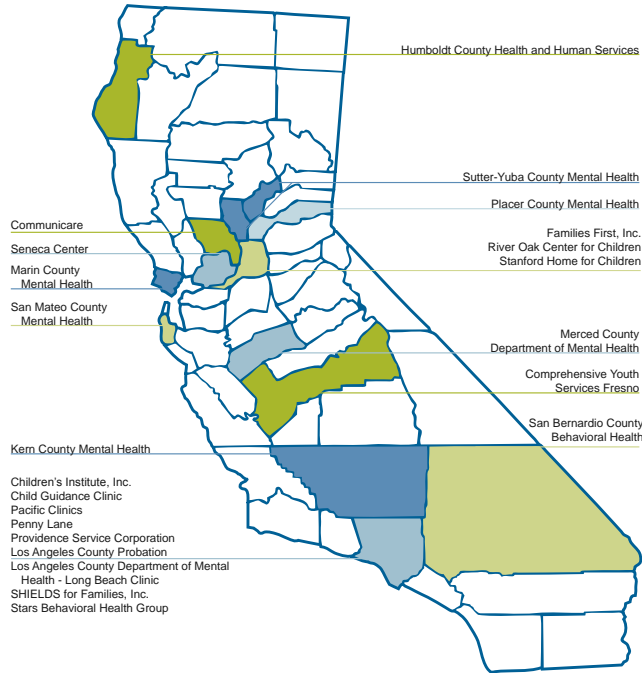 Humboldt County Health and Human Services
Sutter-Yuba County Mental Health
Placer County Mental Health
Families First, Inc.
River Oak Center for Children
Stanford Home for Children
Communicare
Seneca Center
Marin County
Mental Health
San Mateo County
Mental Health
Merced County
Department of Mental Health
Comprehensive Youth
Services Fresno
San Bernardio County
Behavioral Health
Kern County Mental Health
Children's Institute, Inc.
Child Guidance Clinic
Pacific Clinics
Penny Lane
Providence Service Corporation
Los Angeles County Probation
Los Angeles County Department of Mental
Health - Long Beach Clinic
SHIELDS for Families, Inc.
Stars Behavioral Health Group